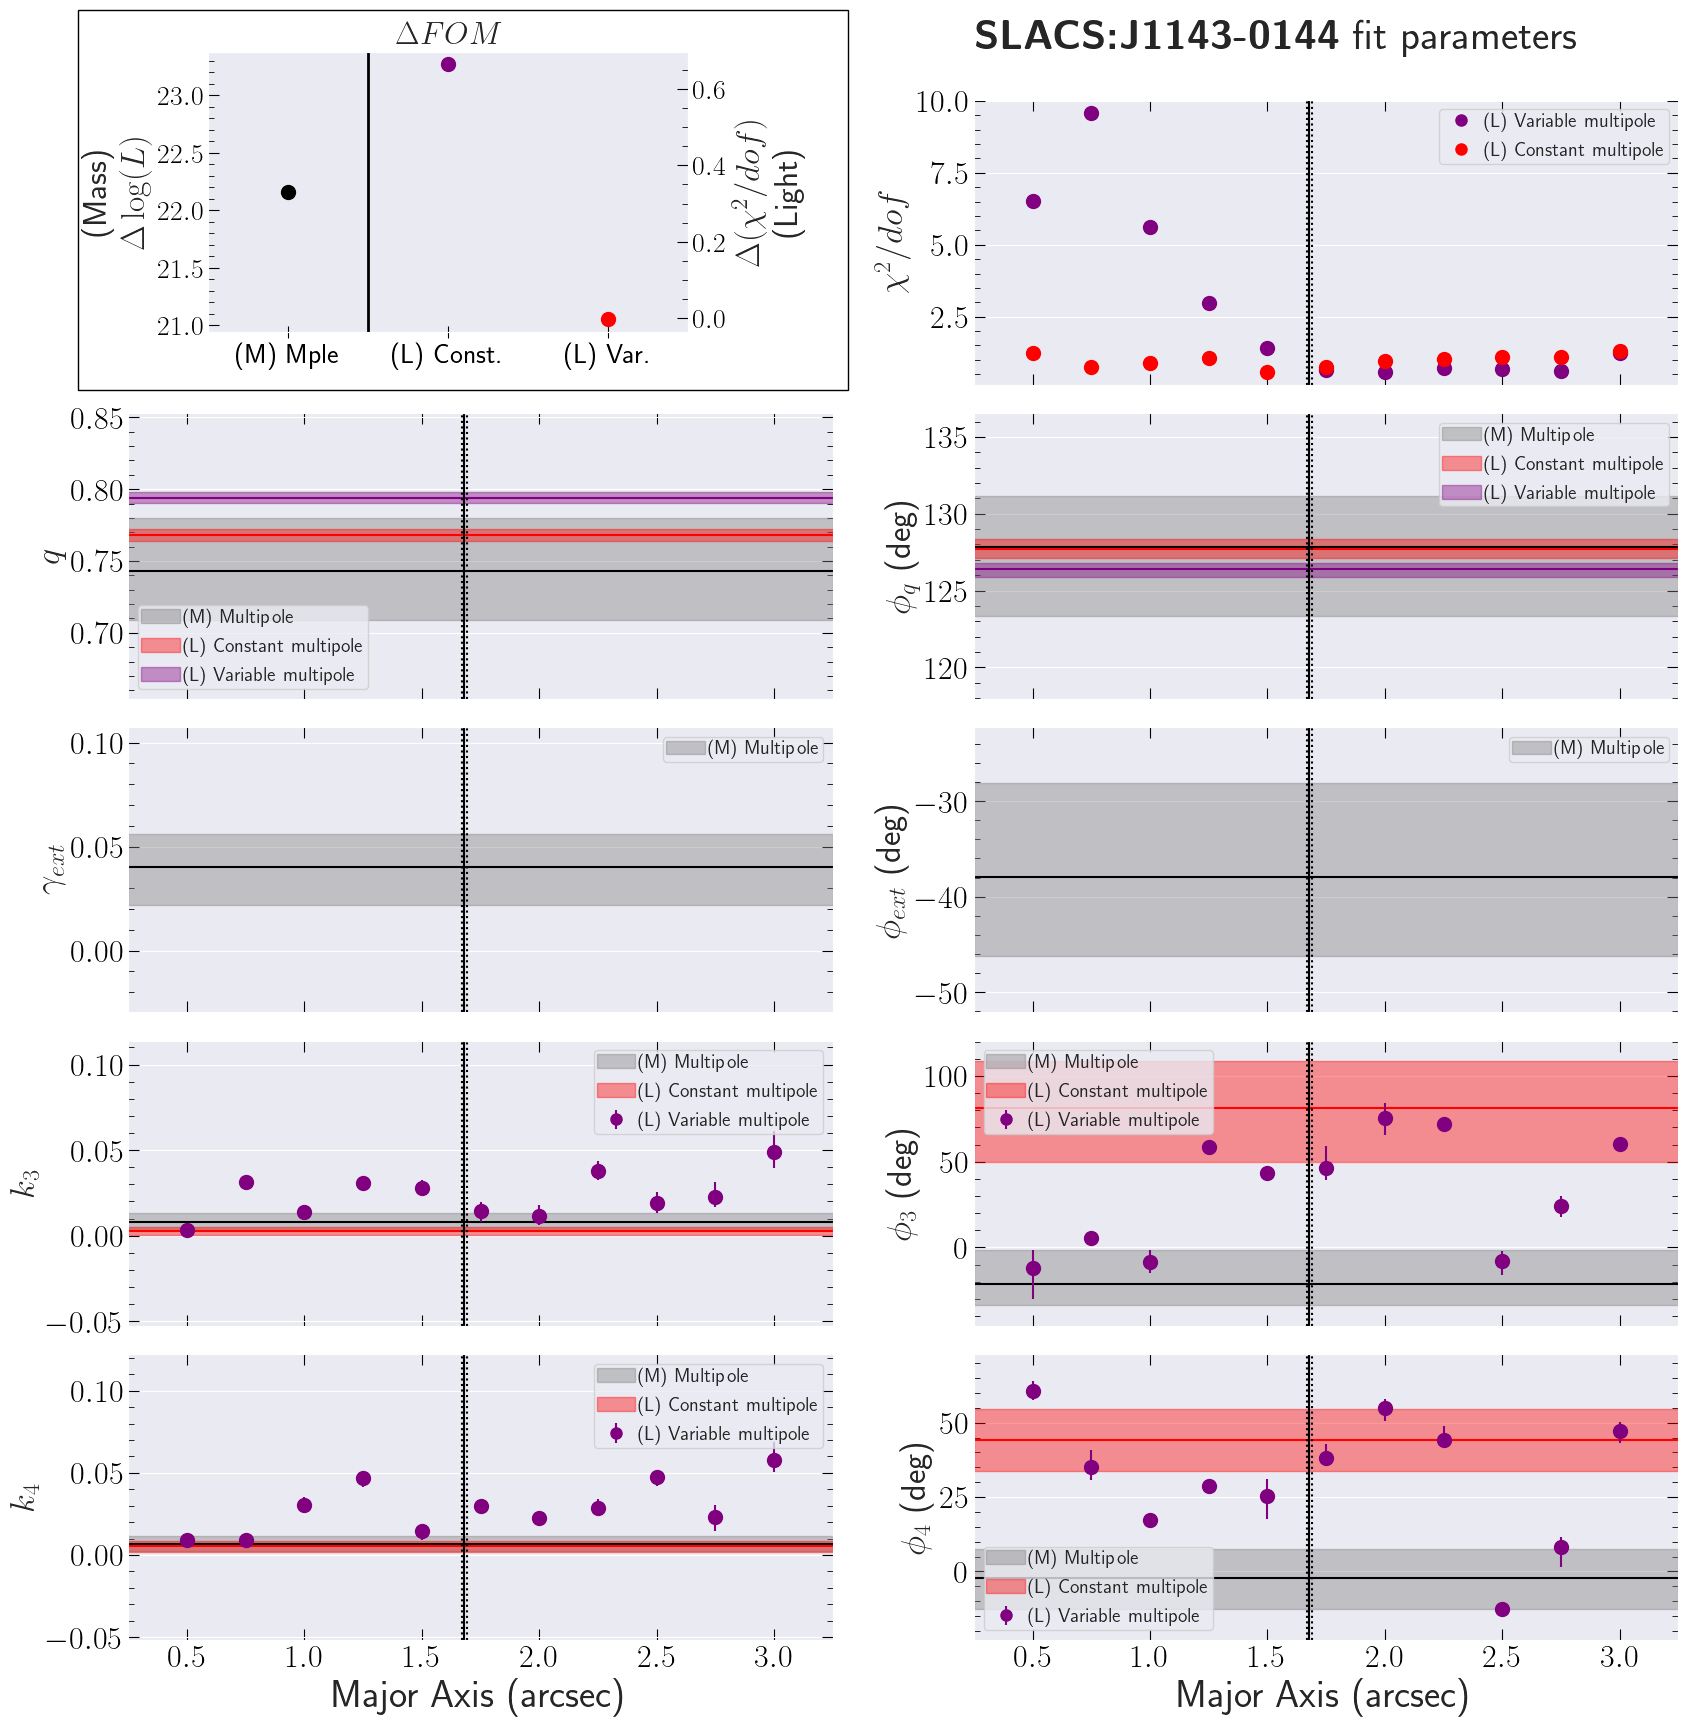 ΔFOM
SLACS:J1143-0144 fit parameters
(Mass)
Δ log(L)
23.0
22.5
22.0
21.5
21.0
0.6
0.4
0.2
0.0
Δ(χ²/dof)
(Light)
(M) Mple
(L) Const.
(L) Var.
χ²/dof
10.0
7.5
5.0
2.5
(L) Variable multipole
(L) Constant multipole
q
0.85
0.80
0.75
0.70
(M) Multipole
(L) Constant multipole
(L) Variable multipole
ϕ_q (deg)
135
130
125
120
(M) Multipole
(L) Constant multipole
(L) Variable multipole
γ_ext
0.10
0.05
0.00
(M) Multipole
ϕ_ext (deg)
−30
−40
−50
(M) Multipole
k₃
0.10
0.05
0.00
−0.05
(M) Multipole
(L) Constant multipole
(L) Variable multipole
ϕ₃ (deg)
100
50
0
(M) Multipole
(L) Constant multipole
(L) Variable multipole
k₄
0.10
0.05
0.00
−0.05
(M) Multipole
(L) Constant multipole
(L) Variable multipole
0.5 1.0 1.5 2.0 2.5 3.0
Major Axis (arcsec)
ϕ₄ (deg)
50
25
0
(M) Multipole
(L) Constant multipole
(L) Variable multipole
0.5 1.0 1.5 2.0 2.5 3.0
Major Axis (arcsec)